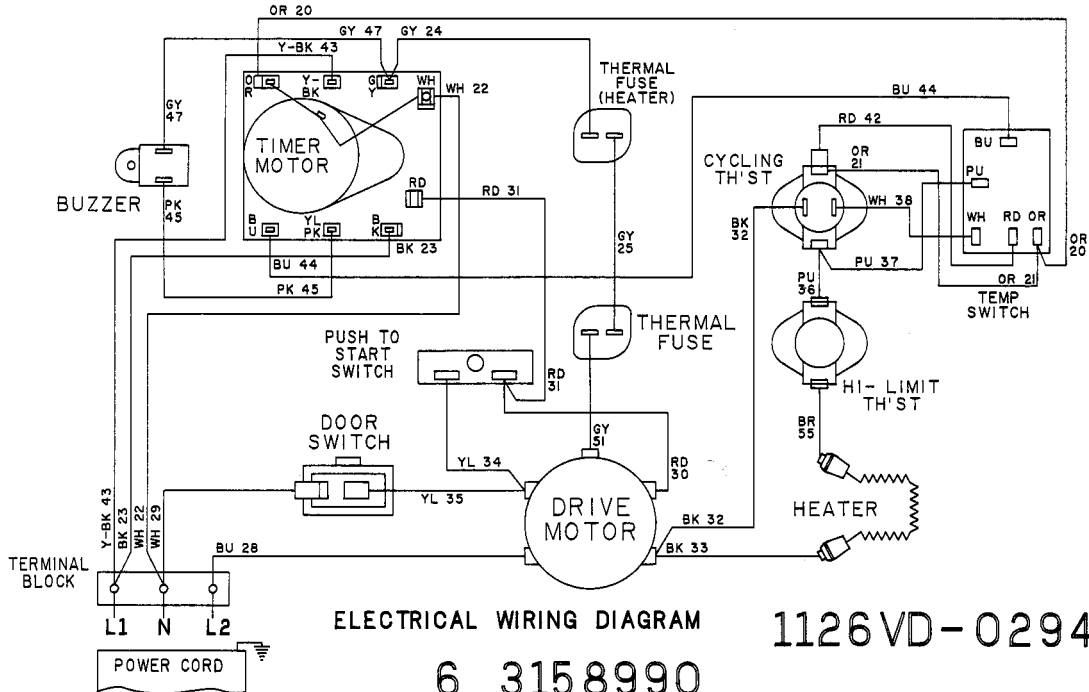 OR 20
GY 47
GY 24
Y-BK 43
THERMAL
FUSE
(HEATER)
O
R
Y-
BK
G
Y
WH
WH 22
BU 44
RD 42
GY
47
TIMER
MOTOR
CYCLING
TH'ST
OR
21
BU
PU
BUZZER
PK
45
RD
RD 31
BK
32
WH 38
WH
RD
OR
B
U
YL
PK
B
K
BK 23
GY
25
OR
20
BU 44
PU 37
PK 45
PU
36
OR 21
TEMP
SWITCH
PUSH TO
START
SWITCH
THERMAL
FUSE
RD
31
HI- LIMIT
TH'ST
DOOR
SWITCH
GY
51
BR
55
YL 34
RD
30
YL 35
DRIVE
MOTOR
HEATER
Y-BK 43
BK 23
WH 22
WH 29
BK 32
BU 28
BK 33
TERMINAL
BLOCK
L1
N
L2
ELECTRICAL WIRING DIAGRAM
1126VD-0294
POWER CORD
6 3158990